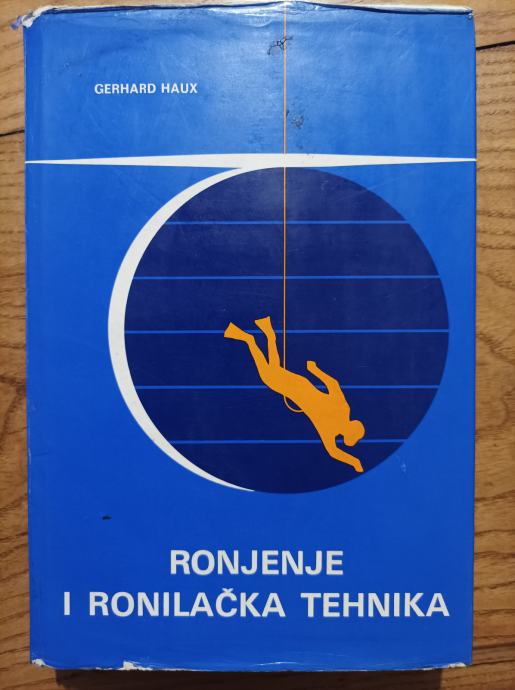 GERHARD HAUX
RONJENJE
I RONILAČKA TEHNIKA